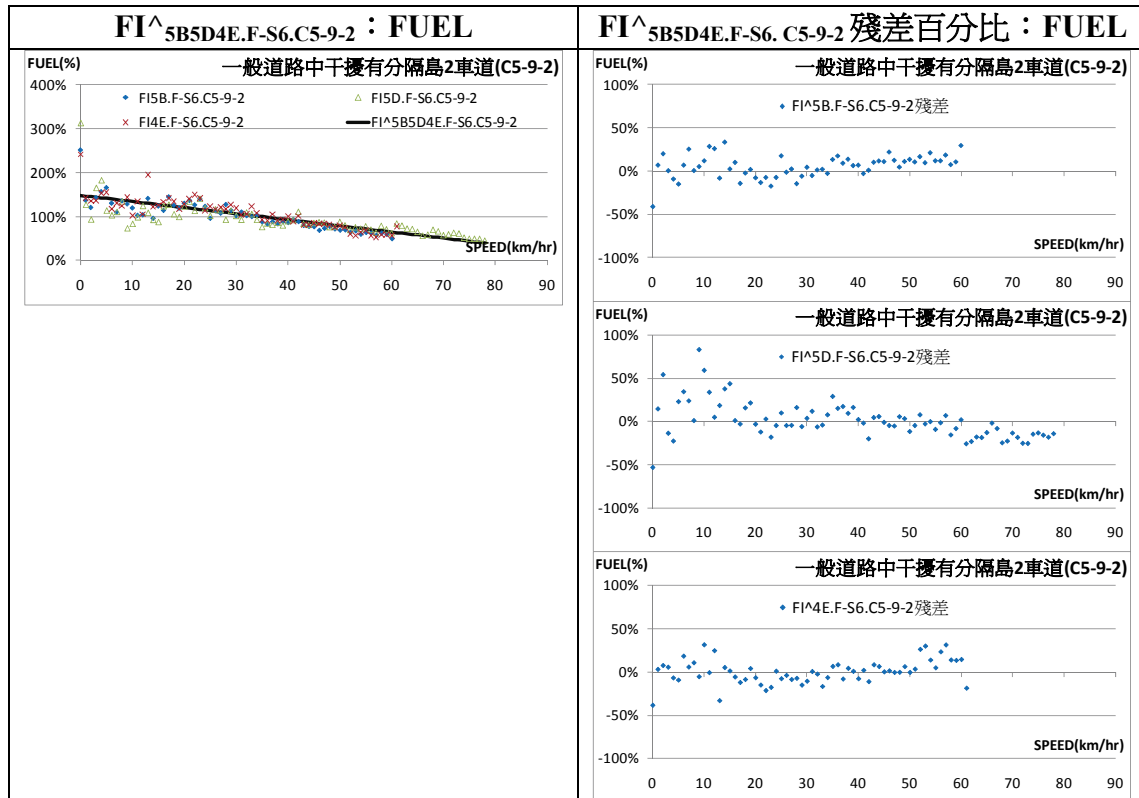 FI^5B5D4E.F-S6.C5-9-2：FUEL
FI^5B5D4E.F-S6. C5-9-2 殘差百分比：FUEL
FUEL(%)
一般道路中干擾有分隔島2車道(C5-9-2)
400%
300%
200%
100%
0%
FI5B.F-S6.C5-9-2
FI5D.F-S6.C5-9-2
FI4E.F-S6.C5-9-2
FI^5B5D4E.F-S6.C5-9-2
SPEED(km/hr)
0 10 20 30 40 50 60 70 80 90
FUEL(%)
一般道路中干擾有分隔島2車道(C5-9-2)
100%
50%
0%
-50%
-100%
FI^5B.F-S6.C5-9-2殘差
SPEED(km/hr)
0 10 20 30 40 50 60 70 80 90
FUEL(%)
一般道路中干擾有分隔島2車道(C5-9-2)
100%
50%
0%
-50%
-100%
FI^5D.F-S6.C5-9-2殘差
SPEED(km/hr)
0 10 20 30 40 50 60 70 80 90
FUEL(%)
一般道路中干擾有分隔島2車道(C5-9-2)
100%
50%
0%
-50%
-100%
FI^4E.F-S6.C5-9-2殘差
SPEED(km/hr)
0 10 20 30 40 50 60 70 80 90